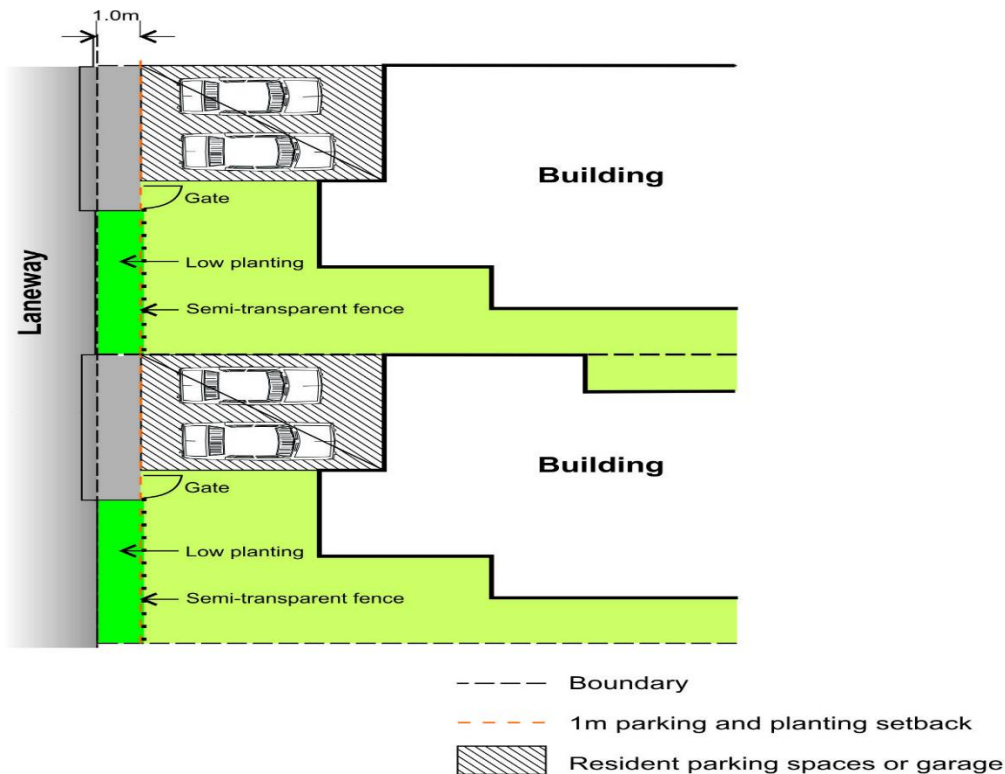 1.0m
Building
Gate
Laneway
Low planting
Semi-transparent fence
Building
Gate
Low planting
Semi-transparent fence
Boundary
1m parking and planting setback
Resident parking spaces or garage